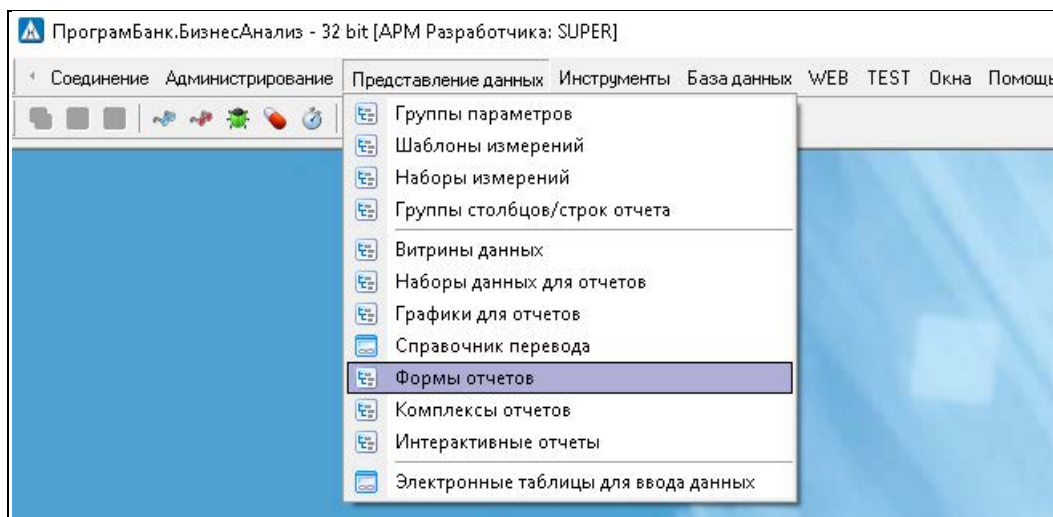 ПрограмБанк.БизнесАнализ - 32 bit [АРМ Разработчика: SUPER]
Соединение Администрирование Представление данных Инструменты База данных WEB TEST Окна Помощь
Группы параметров
Шаблоны измерений
Наборы измерений
Группы столбцов/строк отчета
Витрины данных
Наборы данных для отчетов
Графики для отчетов
Справочник перевода
Формы отчетов
Комплексы отчетов
Интерактивные отчеты
Электронные таблицы для ввода данных